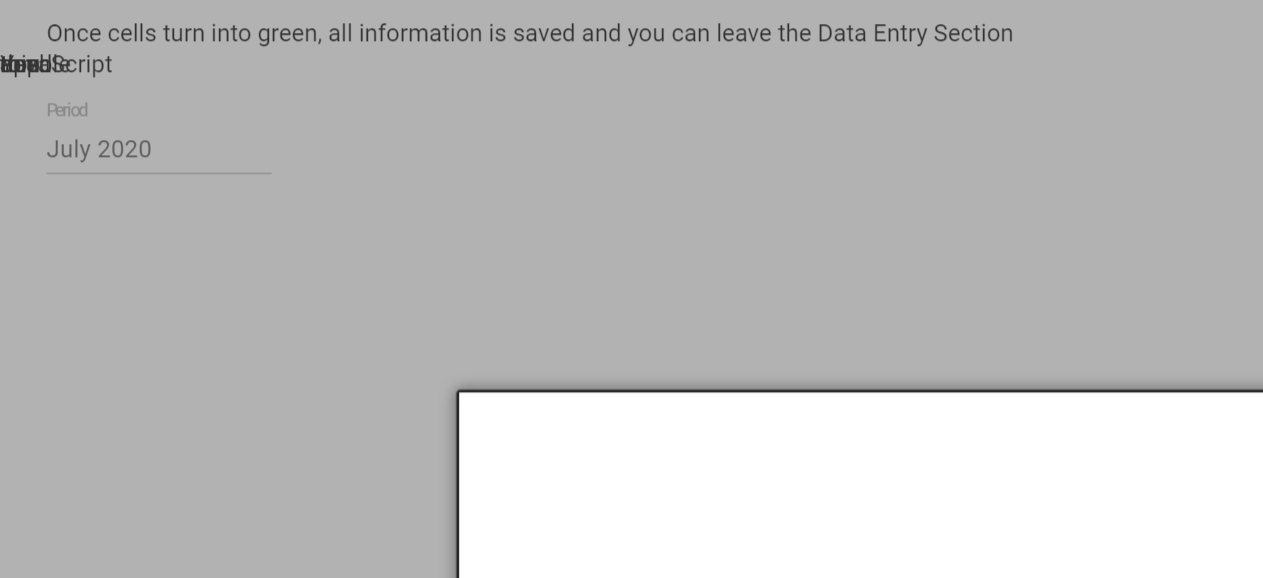 Once cells turn into green, all information is saved and you can leave the Data Entry Section
Script
Period
July 2020